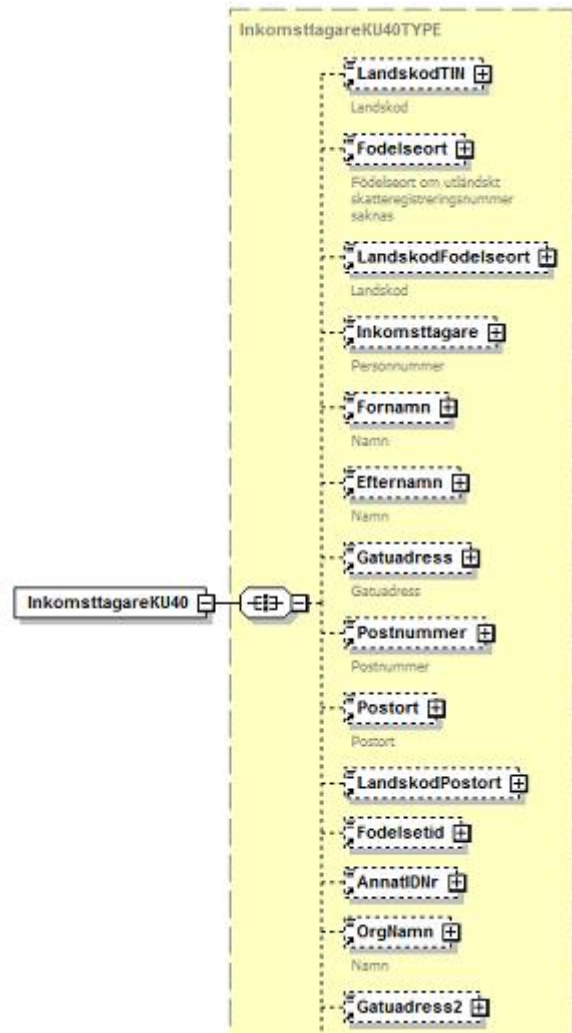 InkomsttagareKU40TYPE
LandskodTIN
Landskod
Fodelseort
Födelseort om utländskt
skatteregistreringsnummer
saknas
LandskodFodelseort
Landskod
Inkomsttagare
Personnummer
Fornamn
Namn
Efternamn
Namn
Gatuadress
Gatuadress
InkomsttagareKU40
Postnummer
Postnummer
Postort
Postort
LandskodPostort
Fodelsetid
AnnatIDNr
OrgNamn
Namn
Gatuadress2